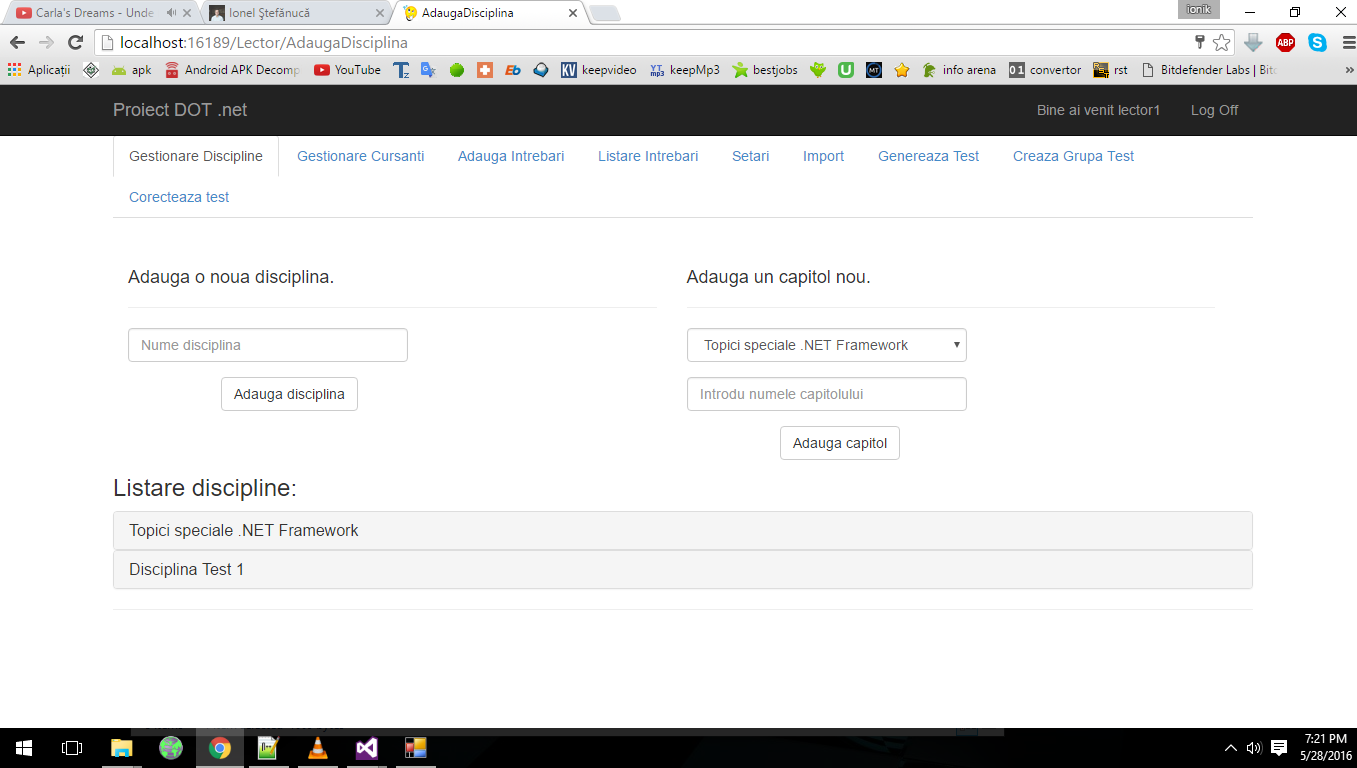 Carla's Dreams - Unde
Ionel Ştefănucă
AdaugaDisciplina
ionik
localhost:16189/Lector/AdaugaDisciplina
ABP
Aplicații
apk
Android APK Decomp
YouTube
KV keepvideo
keepMp3
bestjobs
info arena
convertor
rst
Bitdefender Labs | Bitd
Proiect DOT .net
Bine ai venit lector1
Log Off
Gestionare Discipline
Gestionare Cursanti
Adauga Intrebari
Listare Intrebari
Setari
Import
Genereaza Test
Creaza Grupa Test
Corecteaza test
Adauga o noua disciplina.
Nume disciplina
Adauga disciplina
Adauga un capitol nou.
Topici speciale .NET Framework
Introdu numele capitolului
Adauga capitol
Listare discipline:
Topici speciale .NET Framework
Disciplina Test 1
7:21 PM
5/28/2016